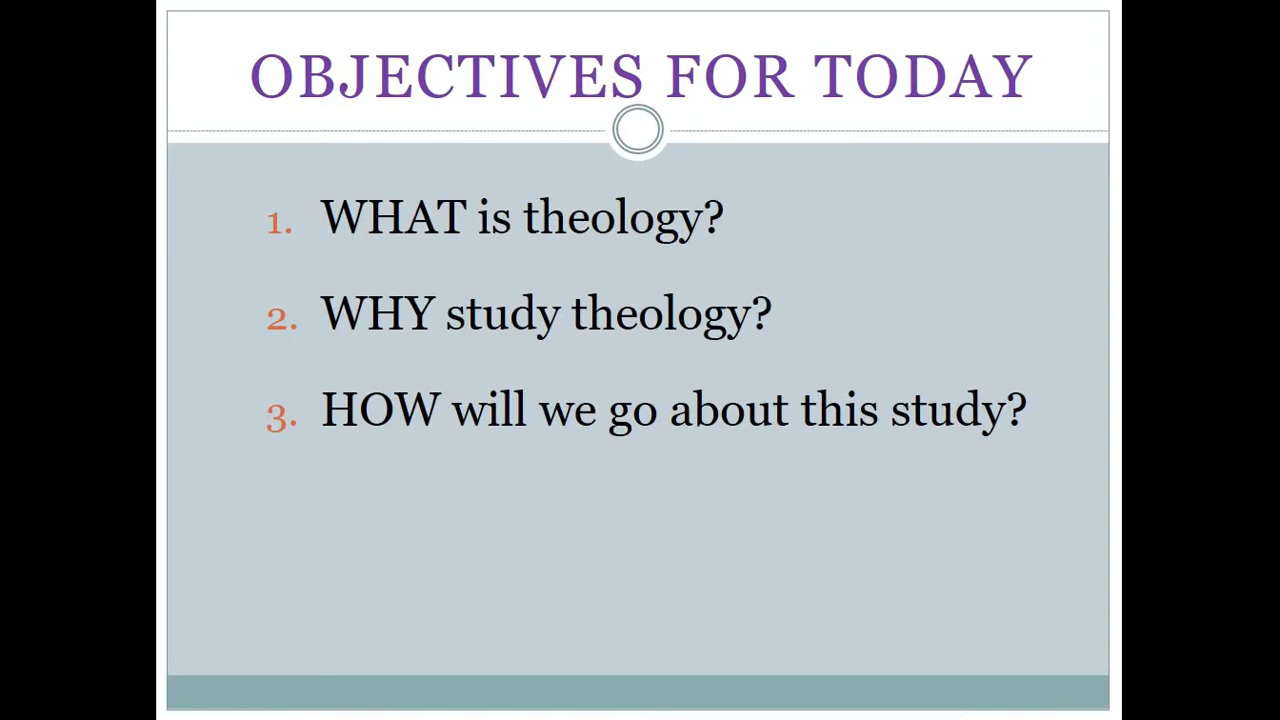 OBJECTIVES FOR TODAY
1. WHAT is theology?
2. WHY study theology?
3. HOW will we go about this study?